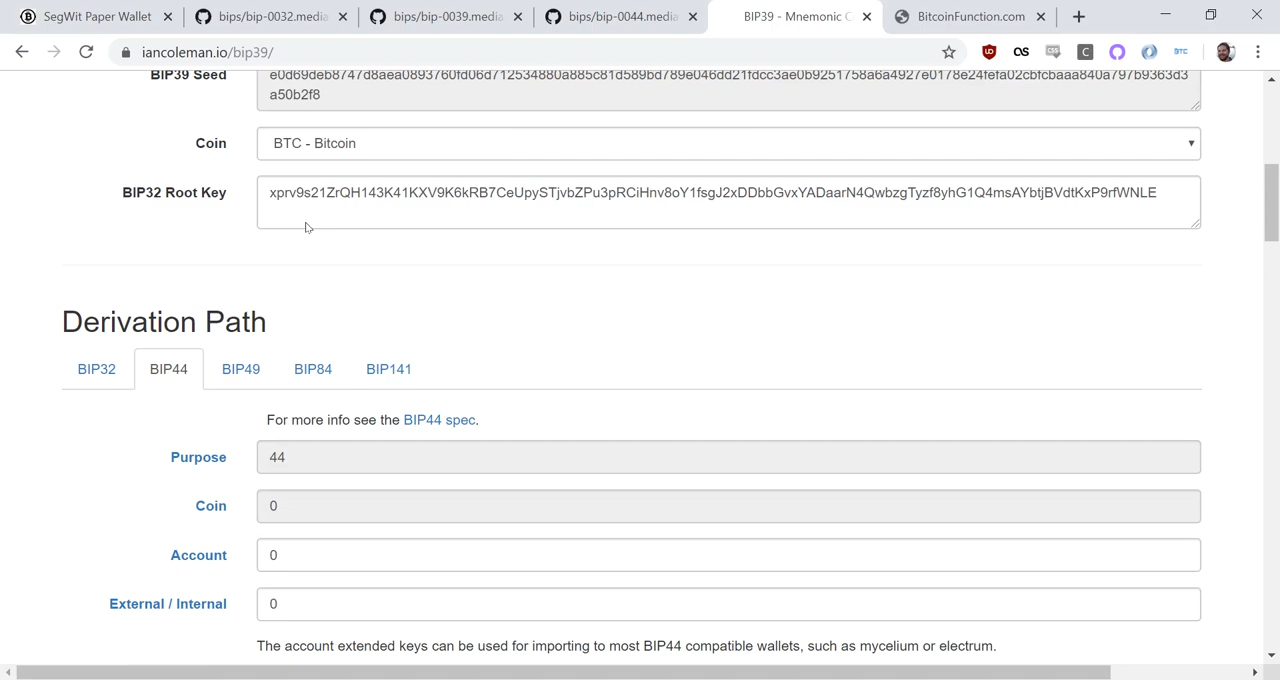 SegWit Paper Wallet
bips/bip-0032.media
bips/bip-0039.media
bips/bip-0044.media
BIP39 - Mnemonic C
BitcoinFunction.com
iancoleman.io/bip39/
BIP39 Seed
e0d69deb8747d8aea0893760fd06d712534880a885c81d589bd789e046dd21fdcc3ae0b9251758a6a4927e0178e24fefa02cbfcbaaa840a797b9363d3
a50b2f8
Coin
BTC - Bitcoin
BIP32 Root Key
xprv9s21ZrQH143K41KXV9K6kRB7CeUpySTjvbZPu3pRCiHnv8oY1fsgJ2xDDbbGvxYADaarN4QwbzgTyzf8yhG1Q4msAYbtjBVdtKxP9rfWNLE
Derivation Path
BIP32
BIP44
BIP49
BIP84
BIP141
For more info see the BIP44 spec.
Purpose
44
Coin
0
Account
0
External / Internal
0
The account extended keys can be used for importing to most BIP44 compatible wallets, such as mycelium or electrum.